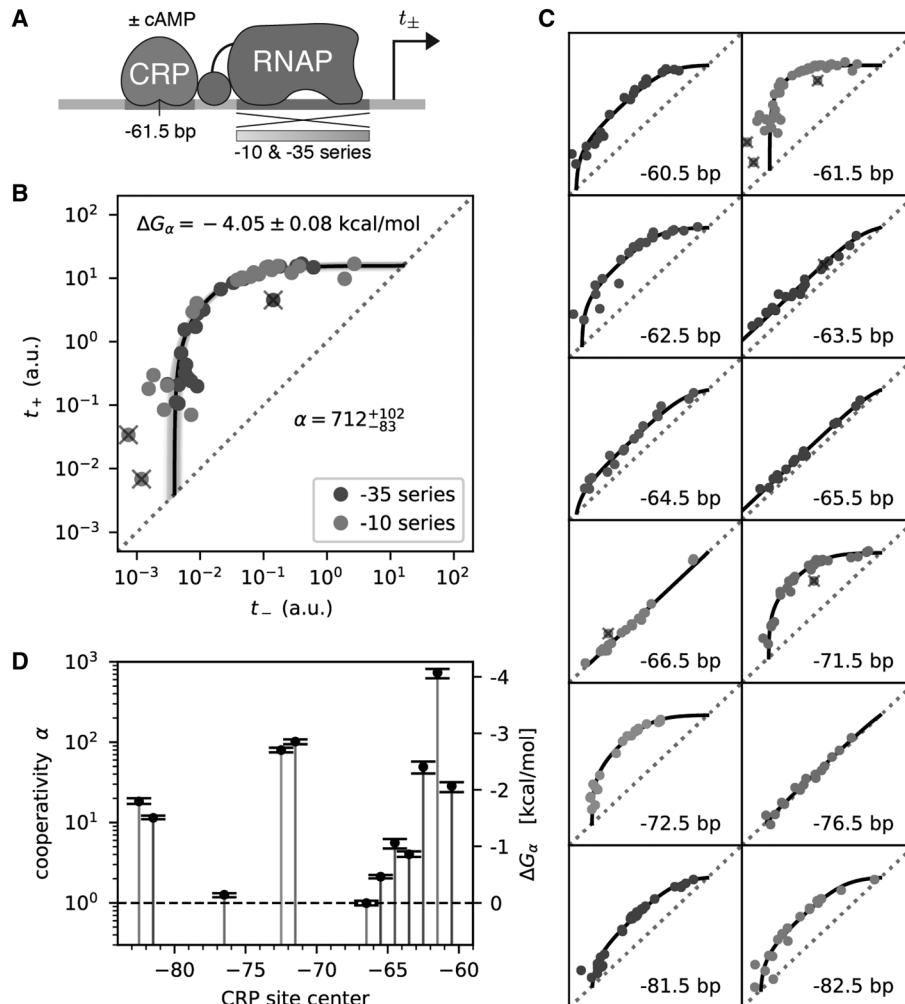 A
± cAMP
CRP
RNAP
t±
-61.5 bp
-10 & -35 series
B
ΔGα = − 4.05 ± 0.08 kcal/mol
α = 712 +102 −83
-35 series
-10 series
t+ (a.u.)
10² 10¹ 10⁰ 10⁻¹ 10⁻² 10⁻³
10⁻³ 10⁻² 10⁻¹ 10⁰ 10¹ 10²
t− (a.u.)
C
-60.5 bp
-61.5 bp
-62.5 bp
-63.5 bp
-64.5 bp
-65.5 bp
-66.5 bp
-71.5 bp
-72.5 bp
-76.5 bp
-81.5 bp
-82.5 bp
D
cooperativity α
10³ 10² 10¹ 10⁰
-4 -3 -2 -1 0
ΔGα [kcal/mol]
−80 −75 −70 −65 −60
CRP site center